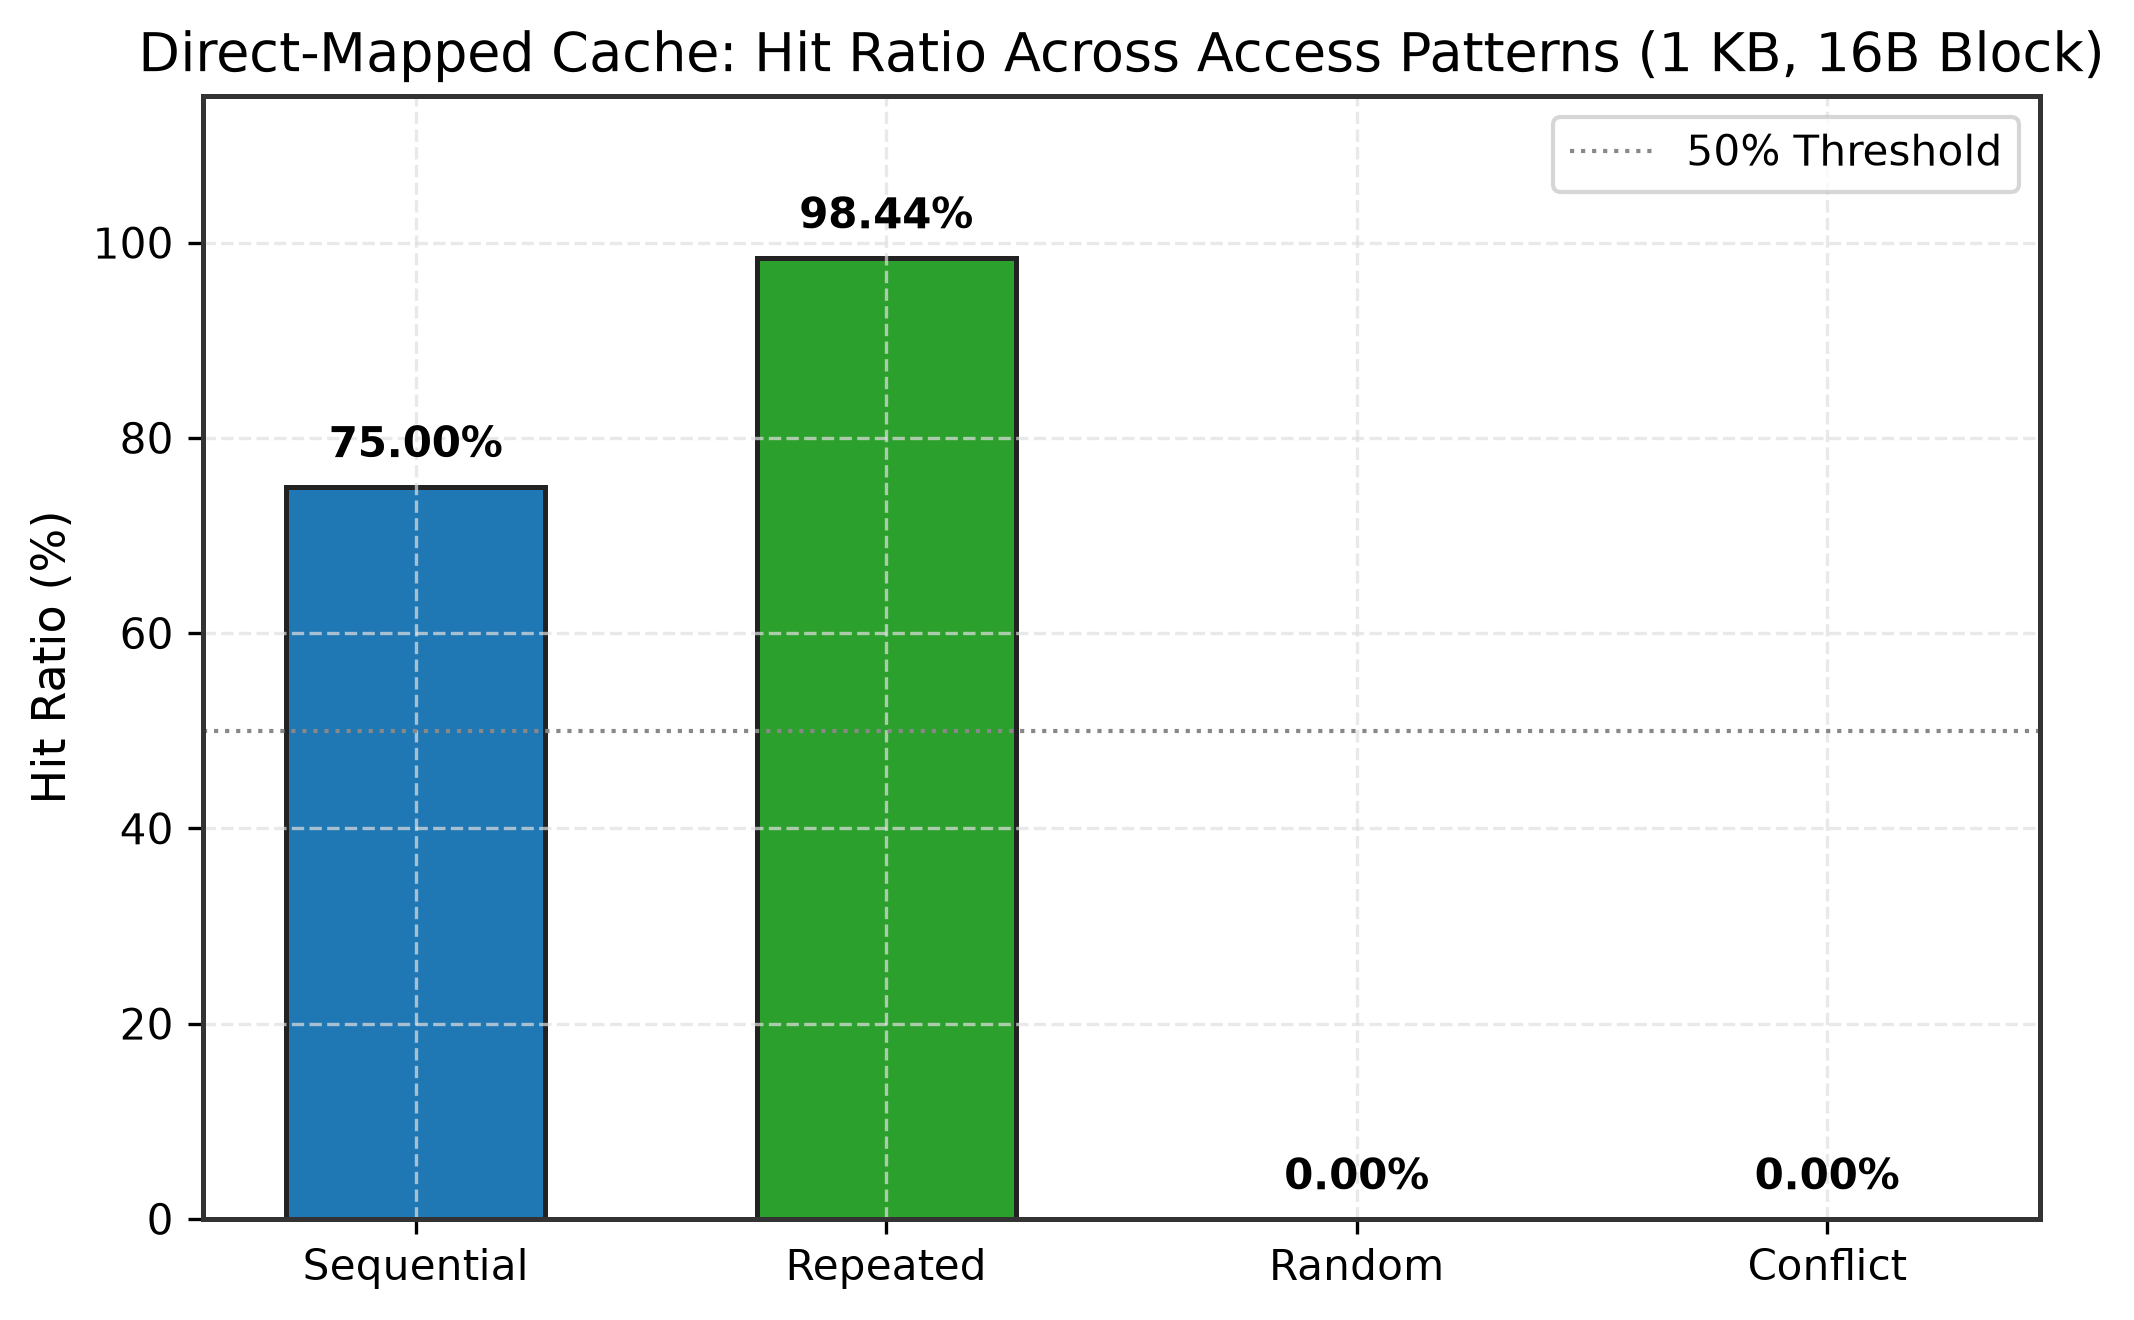 Direct-Mapped Cache: Hit Ratio Across Access Patterns (1 KB, 16B Block)
50% Threshold
Hit Ratio (%)
100
80
60
40
20
0
75.00%
98.44%
0.00%
0.00%
Sequential
Repeated
Random
Conflict